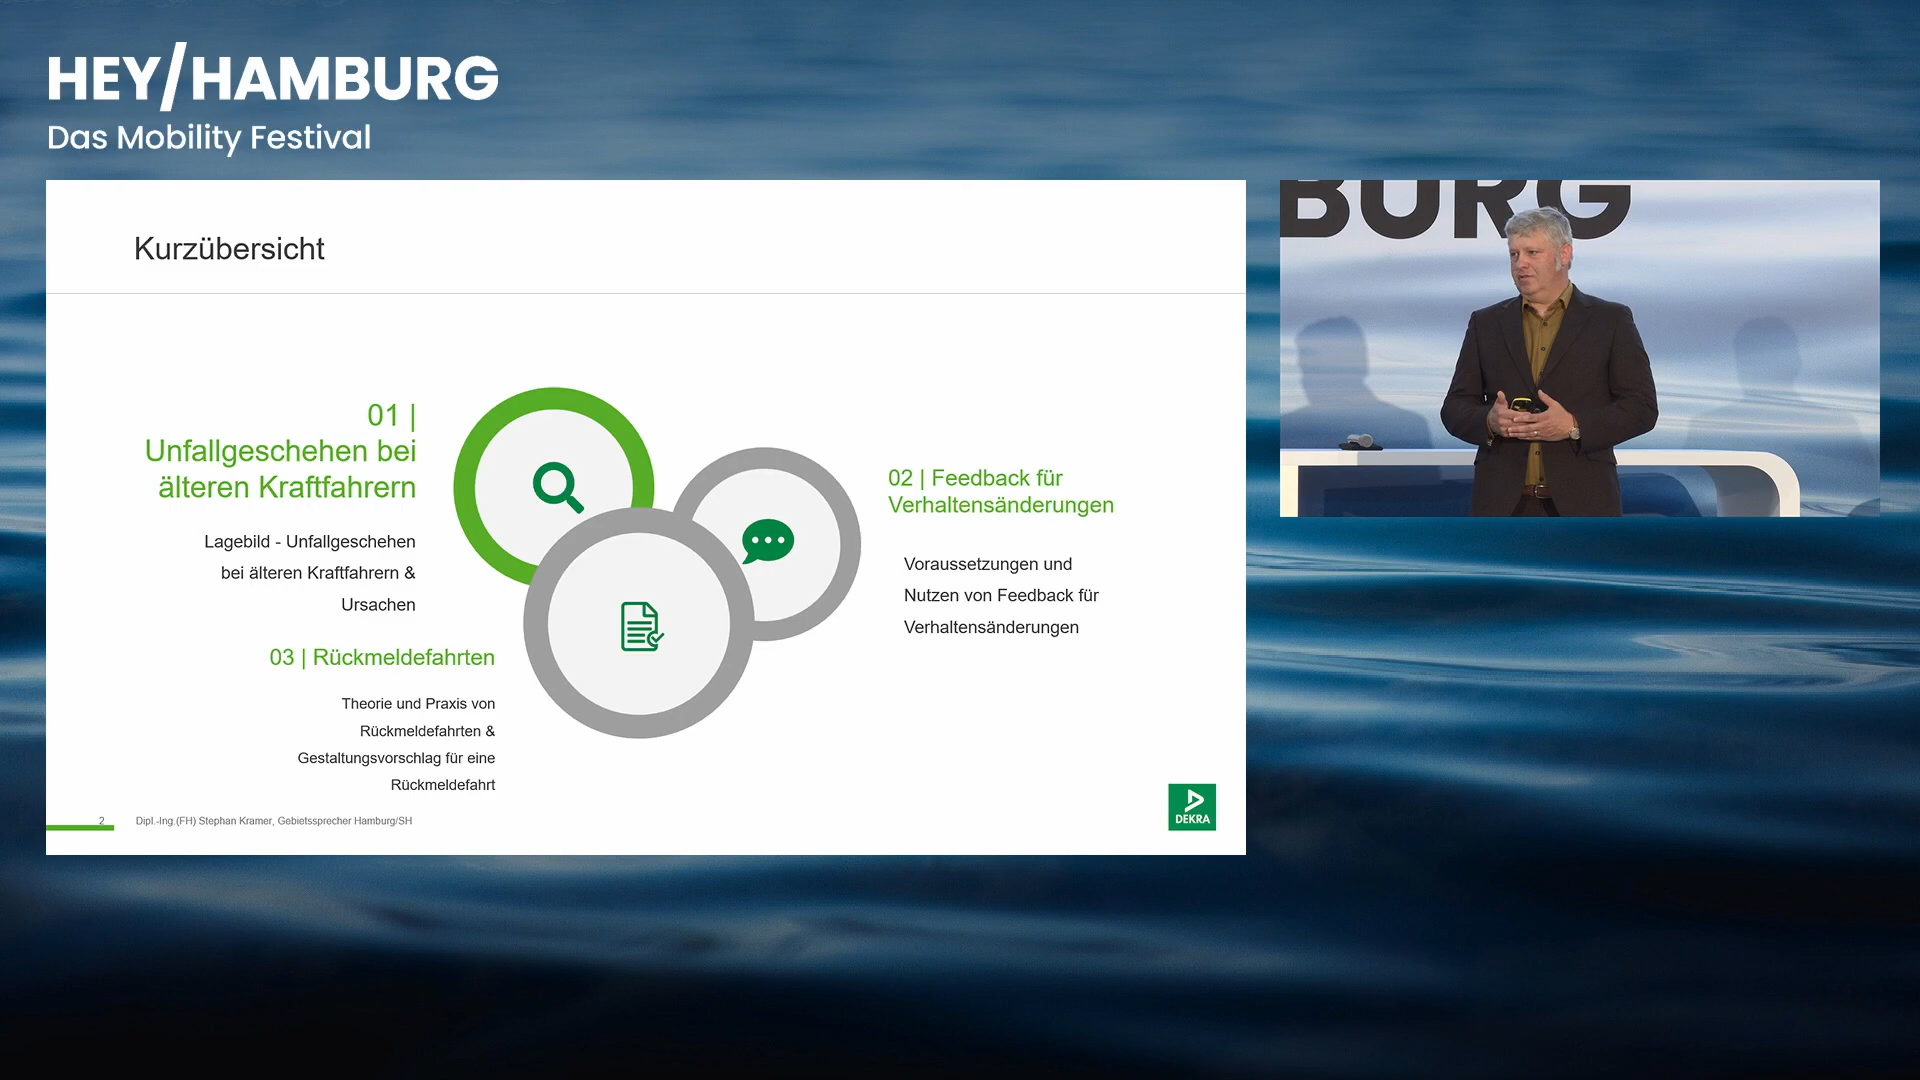 HEY/HAMBURG
Das Mobility Festival
Kurzübersicht
01 |
Unfallgeschehen bei
älteren Kraftfahrern
Lagebild - Unfallgeschehen
bei älteren Kraftfahrern &
Ursachen
02 | Feedback für
Verhaltensänderungen
Voraussetzungen und
Nutzen von Feedback für
Verhaltensänderungen
03 | Rückmeldefahrten
Theorie und Praxis von
Rückmeldefahrten &
Gestaltungsvorschlag für eine
Rückmeldefahrt
2
Dipl.-Ing.(FH) Stephan Kramer, Gebietssprecher Hamburg/SH
DEKRA
BURG